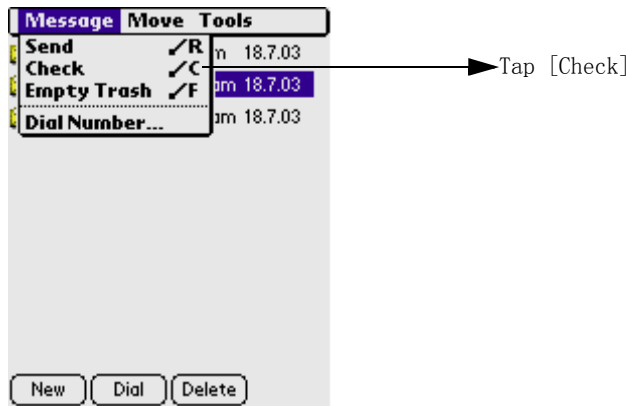 Message Move Tools
Send /R m 18.7.03
Check /C
Empty Trash /F am 18.7.03
Dial Number... am 18.7.03
Tap [Check]
New Dial Delete